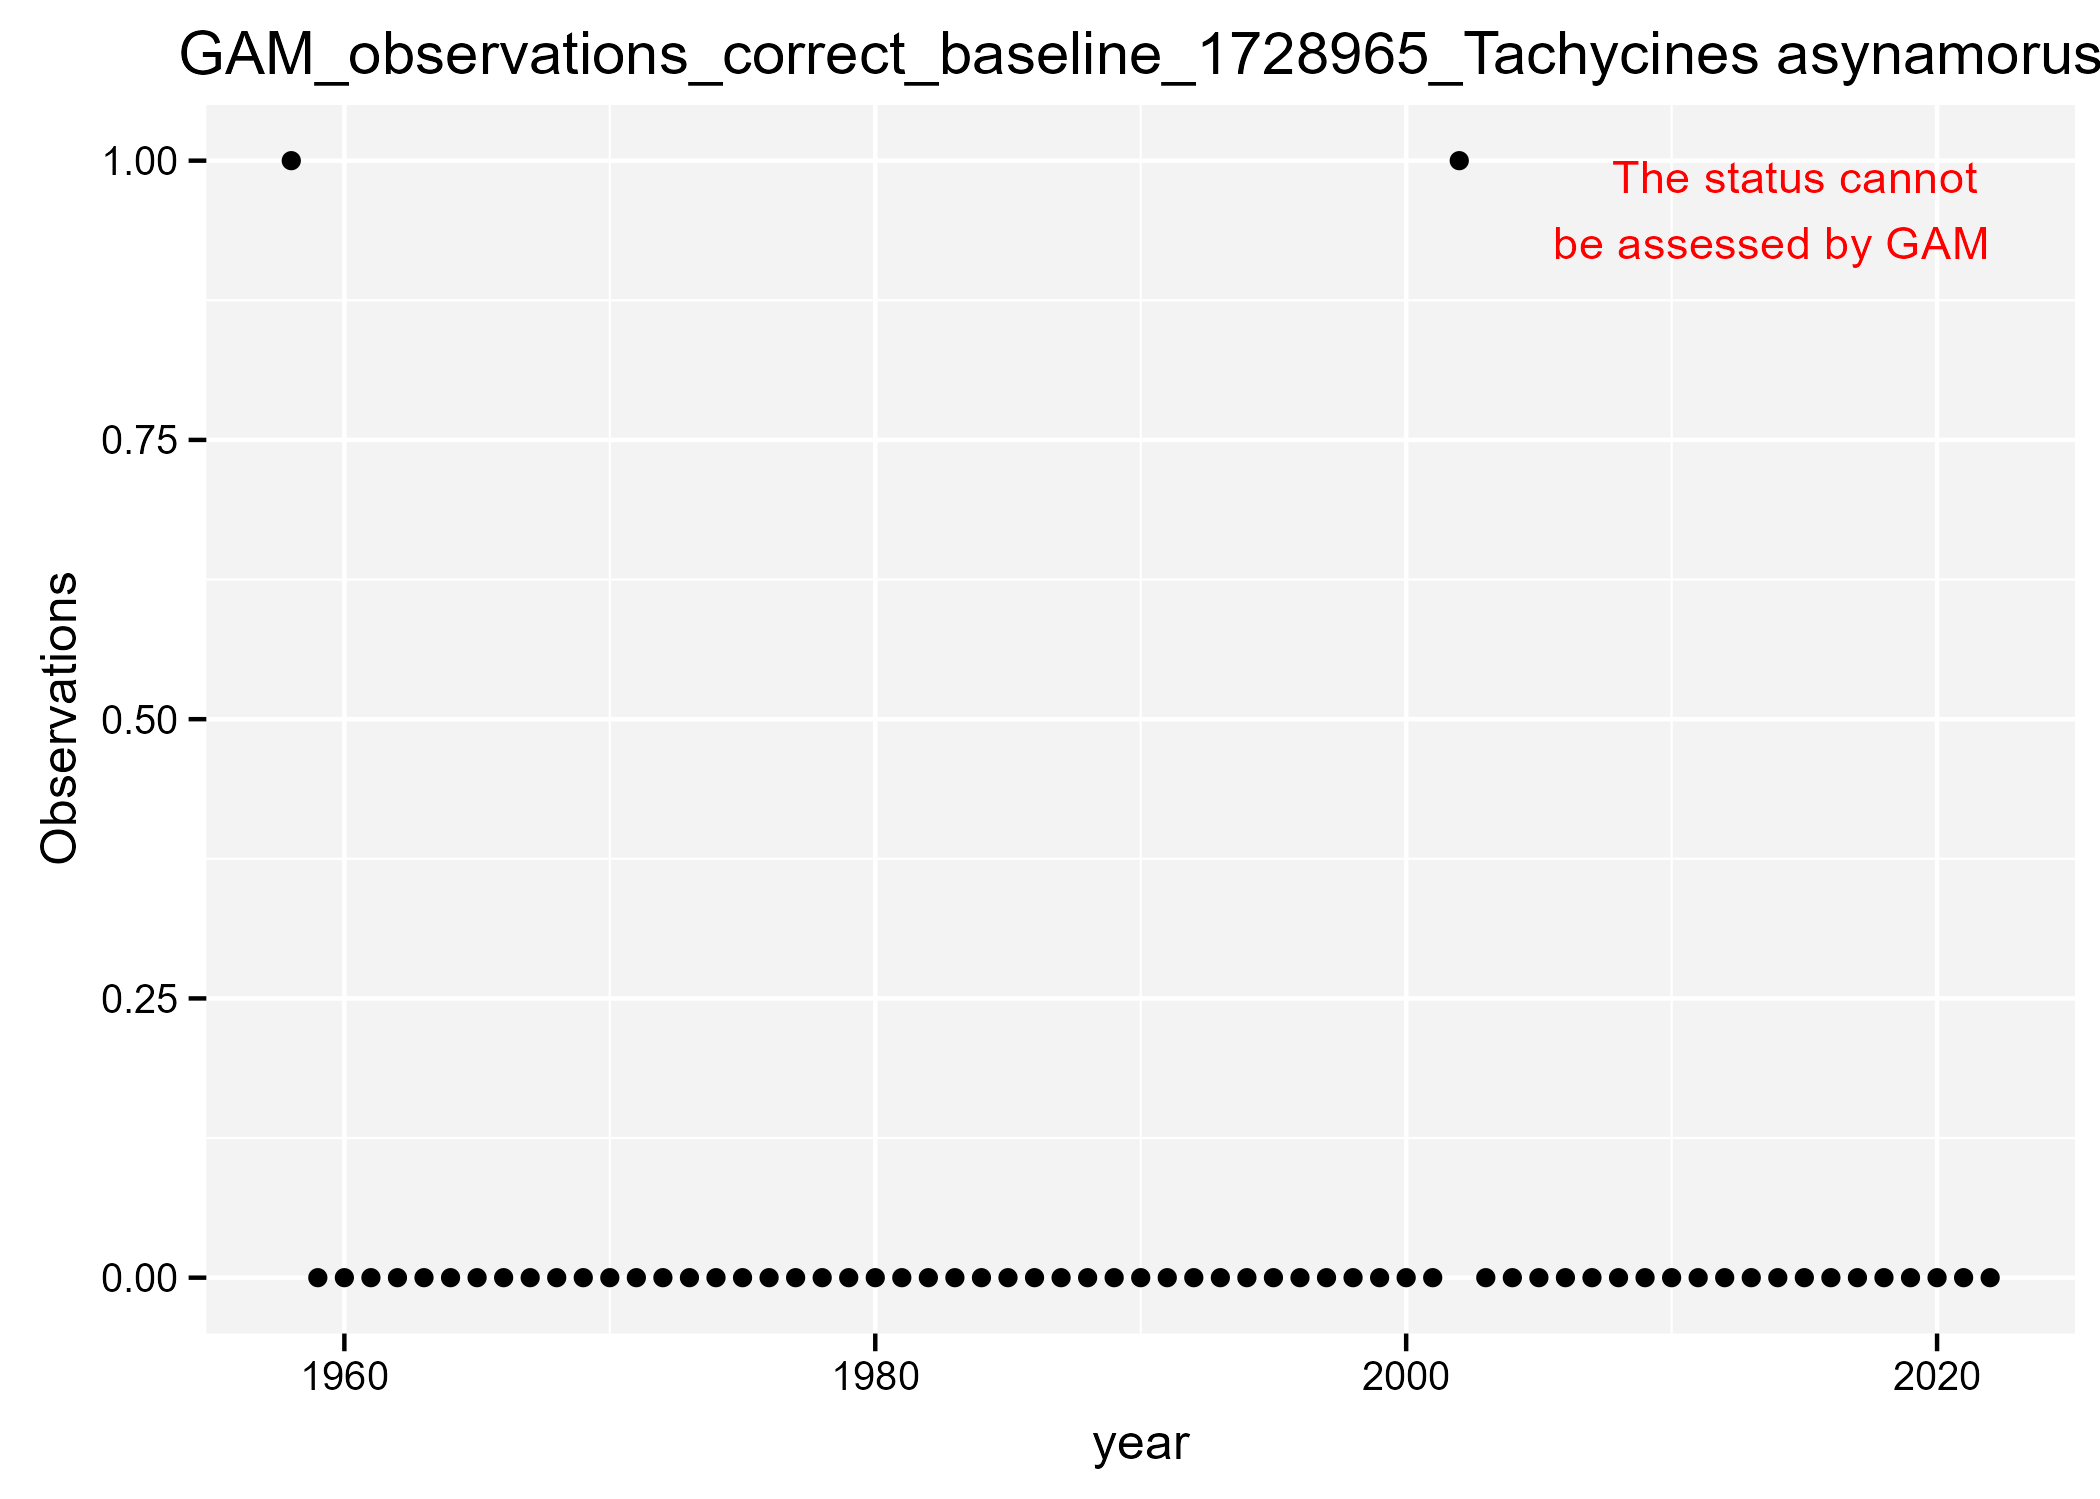 GAM_observations_correct_baseline_1728965_Tachycines asynamorus
1.00
0.75
0.50
0.25
0.00
Observations
The status cannot
be assessed by GAM
1960
1980
2000
2020
year